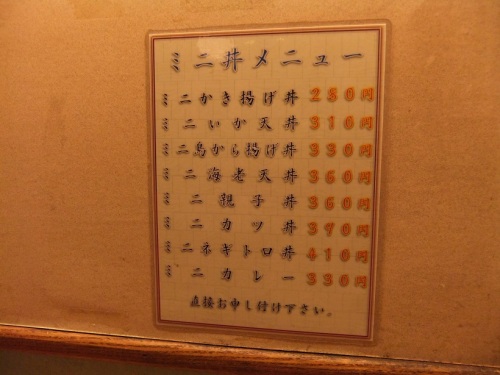 ミニ丼メニュー
ミニかき揚げ丼 280円
ミニいか天丼 310円
ミニ鳥から揚げ丼 330円
ミニ海老天丼 360円
ミニ親子丼 360円
ミニカツ丼 390円
ミニネギトロ丼 410円
ミニカレー 330円
直接お申し付け下さい。